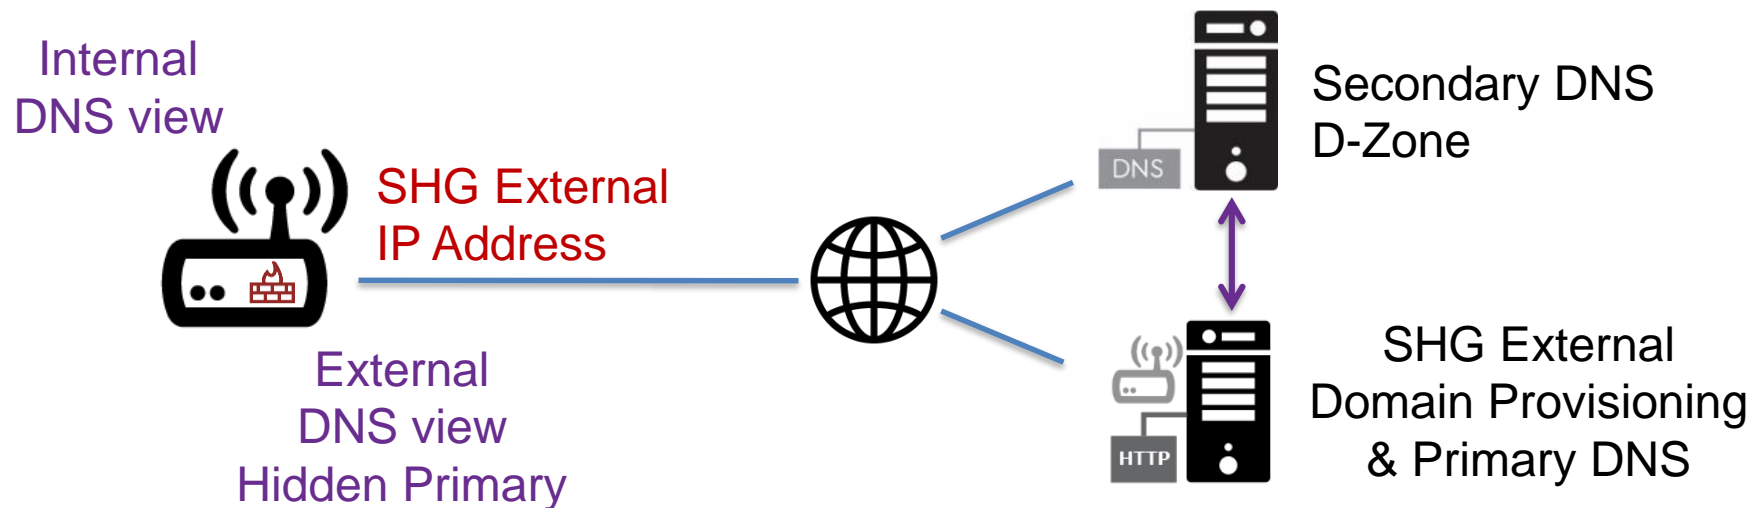 Internal
DNS view
SHG External
IP Address
External
DNS view
Hidden Primary
DNS
Secondary DNS
D-Zone
HTTP
SHG External
Domain Provisioning
& Primary DNS